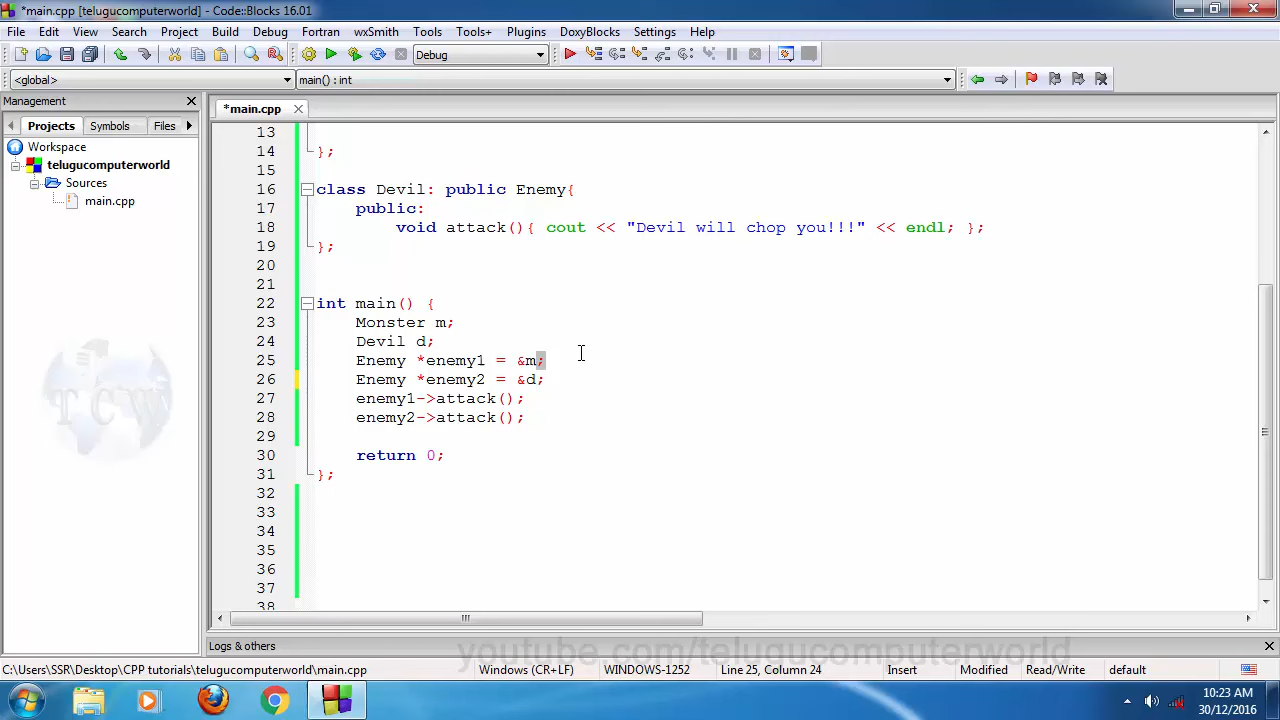 *main.cpp [telugucomputerworld] - Code::Blocks 16.01
File Edit View Search Project Build Debug Fortran wxSmith Tools Tools+ Plugins DoxyBlocks Settings Help
Debug
<global> main() : int
Management
*main.cpp
Projects Symbols Files
Workspace
telugucomputerworld
Sources
main.cpp
13
14 };
15
16 class Devil: public Enemy{
17 public:
18 void attack(){ cout << "Devil will chop you!!!" << endl; };
19 };
20
21
22 int main() {
23 Monster m;
24 Devil d;
25 Enemy *enemy1 = &m;
26 Enemy *enemy2 = &d;
27 enemy1->attack();
28 enemy2->attack();
29
30 return 0;
31 };
32
33
34
35
36
37
38
TCW
Logs & others
youtube.com/telugucomputerworld
C:\Users\SSR\Desktop\CPP tutorials\telugucomputerworld\main.cpp Windows (CR+LF) WINDOWS-1252 Line 25, Column 24 Insert Modified Read/Write default
10:23 AM
30/12/2016